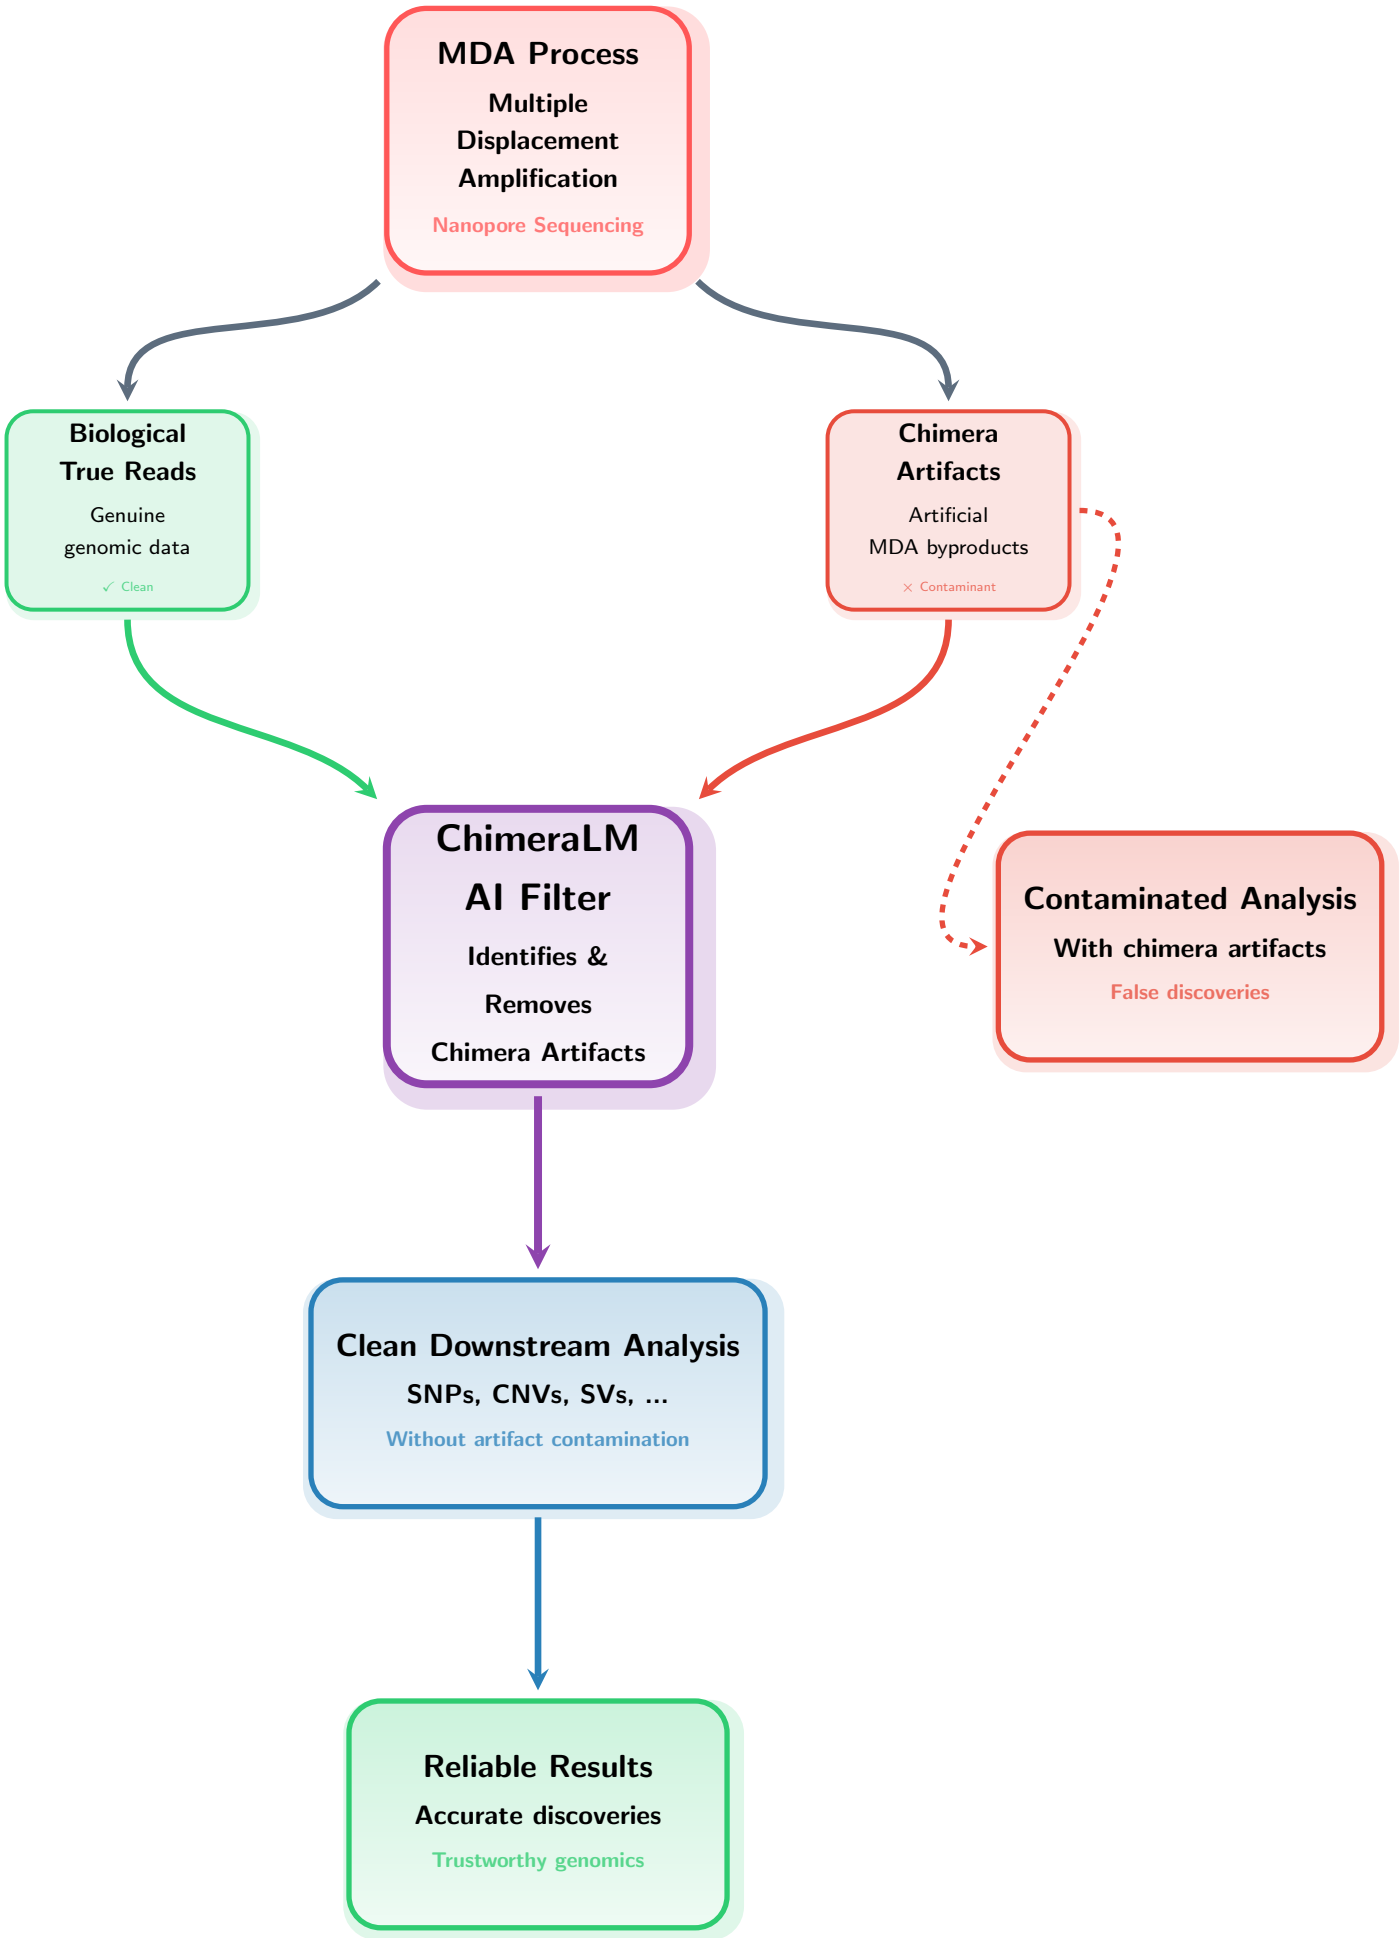 MDA Process
Multiple
Displacement
Amplification
Nanopore Sequencing
Biological
True Reads
Genuine
genomic data
✓ Clean
Chimera
Artifacts
Artificial
MDA byproducts
× Contaminant
ChimeraLM
AI Filter
Identifies &
Removes
Chimera Artifacts
Contaminated Analysis
With chimera artifacts
False discoveries
Clean Downstream Analysis
SNPs, CNVs, SVs, ...
Without artifact contamination
Reliable Results
Accurate discoveries
Trustworthy genomics